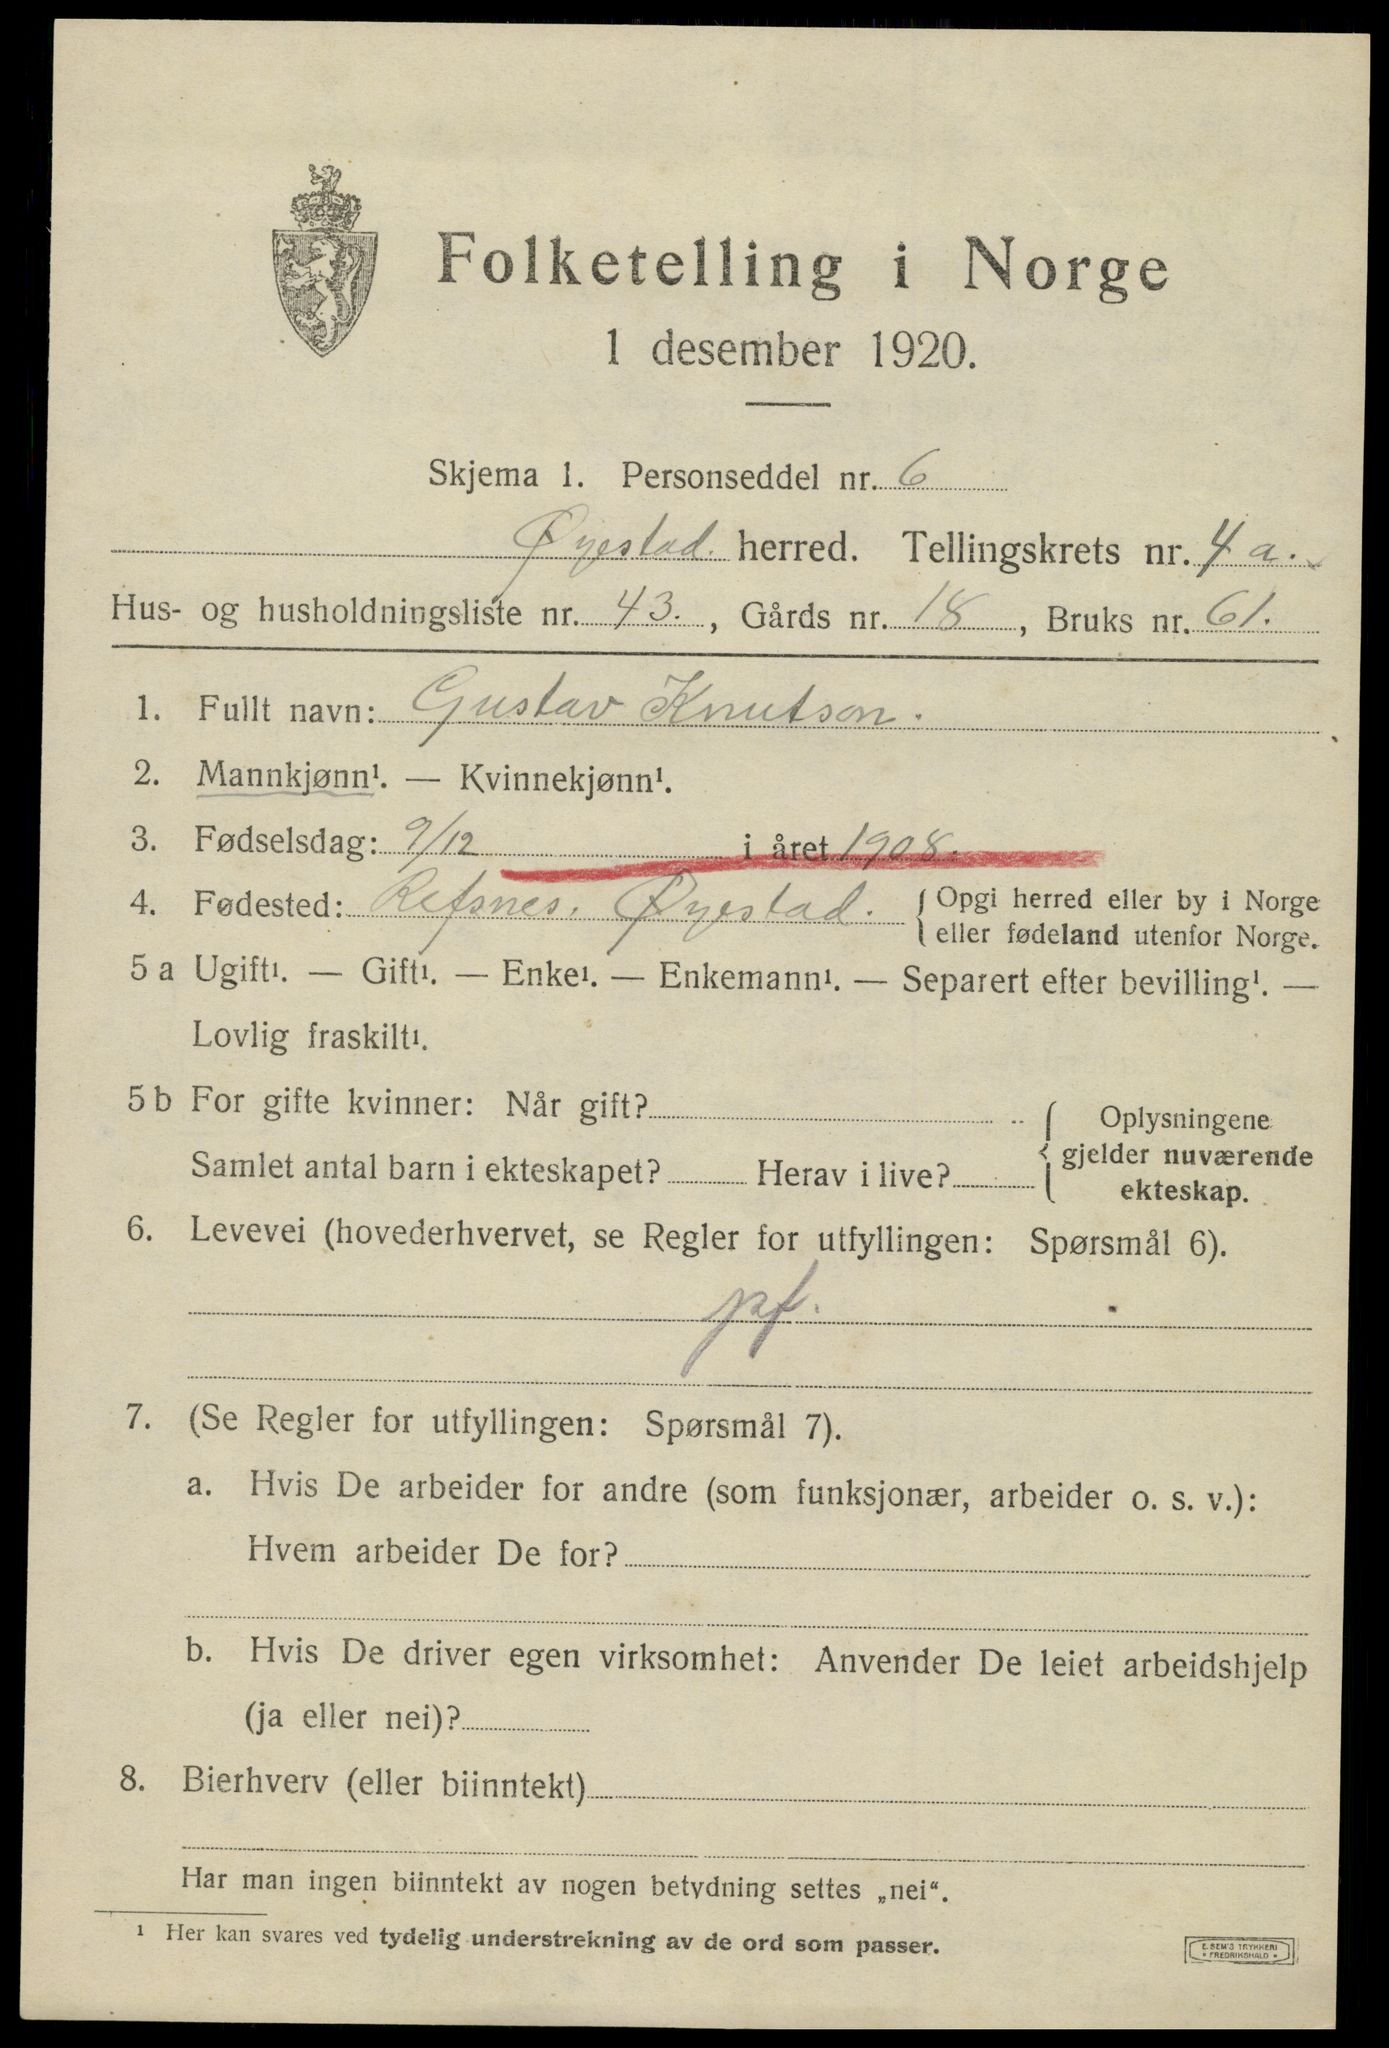 Folketelling i Norge
1 desember 1920.
Skjema 1. Personseddel nr. 6
Øyestad. herred. Tellingskrets nr. 4 a.
Hus- og husholdningsliste nr. 43. , Gårds nr. 18 , Bruks nr. 61.
1. Fullt navn: Gustav Knutson.
2. Mannkjønn¹. — Kvinnekjønn¹.
3. Fødselsdag: 9/12 i året 1908.
4. Fødested: Refsnes. Øyestad. { Opgi herred eller by i Norge
eller fødeland utenfor Norge.
5 a Ugift¹. — Gift¹. — Enke¹. — Enkemann¹. — Separert efter bevilling¹. —
Lovlig fraskilt¹.
5 b For gifte kvinner: Når gift?
Samlet antal barn i ekteskapet? Herav i live?
{ Oplysningene
gjelder nuværende
ekteskap.
6. Levevei (hovederhvervet, se Regler for utfyllingen: Spørsmål 6).
pf.
7. (Se Regler for utfyllingen: Spørsmål 7).
a. Hvis De arbeider for andre (som funksjonær, arbeider o. s. v.):
Hvem arbeider De for?
b. Hvis De driver egen virksomhet: Anvender De leiet arbeidshjelp
(ja eller nei)?
8. Bierhverv (eller biinntekt)
Har man ingen biinntekt av nogen betydning settes „nei“.
¹ Her kan svares ved tydelig understrekning av de ord som passer.
E. SEM'S TRYKKERI
• FREDRIKSHALD •